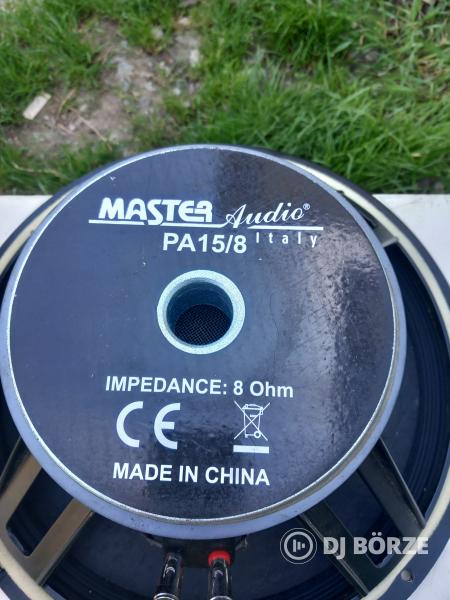 MASTER Audio®
PA15/8 Italy
IMPEDANCE: 8 Ohm
CE
MADE IN CHINA
DJ BÖRZE